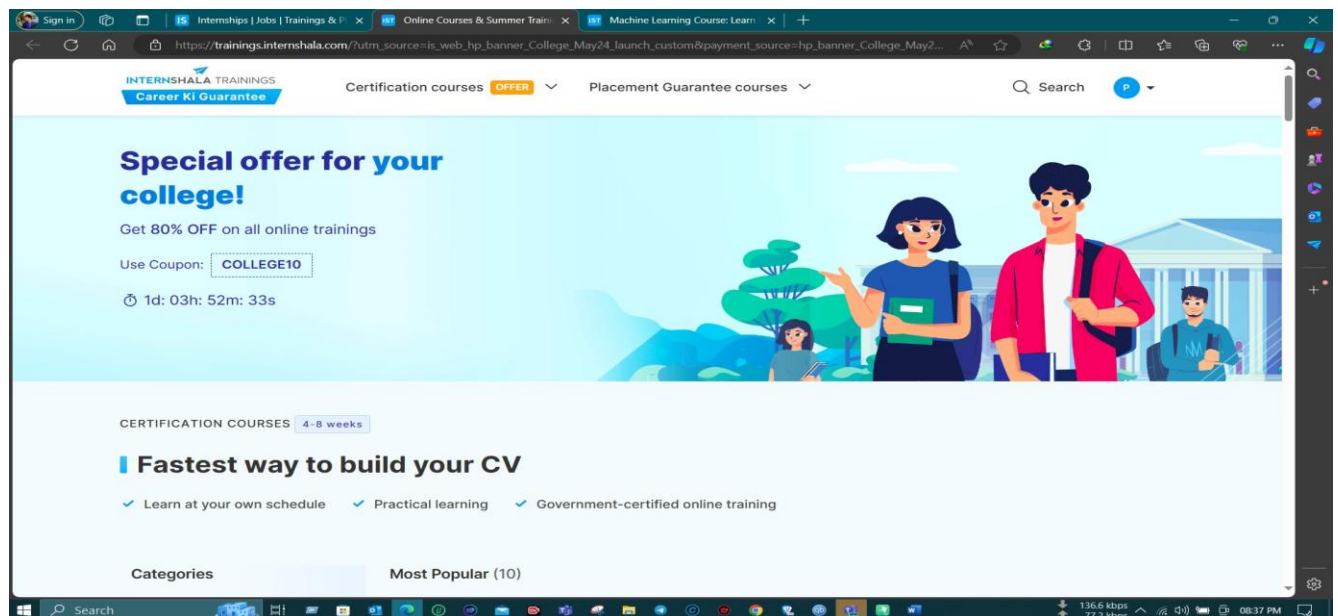 Sign in
Internships | Jobs | Trainings & P
Online Courses & Summer Traini
Machine Learning Course: Learn
https://trainings.internshala.com/?utm_source=is_web_hp_banner_College_May24_launch_custom&payment_source=hp_banner_College_May2...
INTERNSHALA TRAININGS
Career Ki Guarantee
Certification courses OFFER
Placement Guarantee courses
Search
P
Special offer for your
college!
Get 80% OFF on all online trainings
Use Coupon: COLLEGE10
1d: 03h: 52m: 33s
CERTIFICATION COURSES 4-8 weeks
Fastest way to build your CV
Learn at your own schedule
Practical learning
Government-certified online training
Categories
Most Popular (10)
Search
136.6 kbps
77.3 kbps
08:37 PM